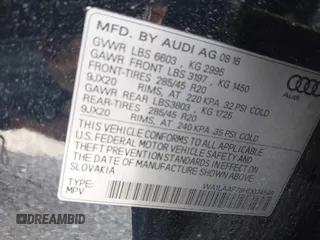 MFD. BY AUDI AG 08 16
GVWR LBS 6603 , KG 2995
GAWR FRONT LBS 3197 , KG 1450
FRONT-TIRES 285/45 R20
9JX20 RIMS, AT 220 KPA 32 PSI COLD
GAWR REAR LBS3803 , KG 1725
REAR-TIRES 285/45 R20
9JX20 RIMS, AT 240 KPA 35 PSI COLD
THIS VEHICLE CONFORMS TO ALL APPLICABLE
FEDERAL MOTOR VEHICLE SAFETY AND
THEFT PREVENTION STANDARDS IN EFFECT ON
THE DATE OF MANUFACTURE SHOWN ABOVE
SLOVAKIA
TYPE:
MPV
Audi
DREAMBID